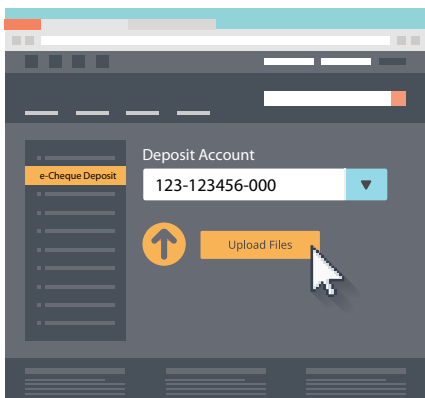 Deposit Account
e-Cheque Deposit
123-123456-000
Upload Files